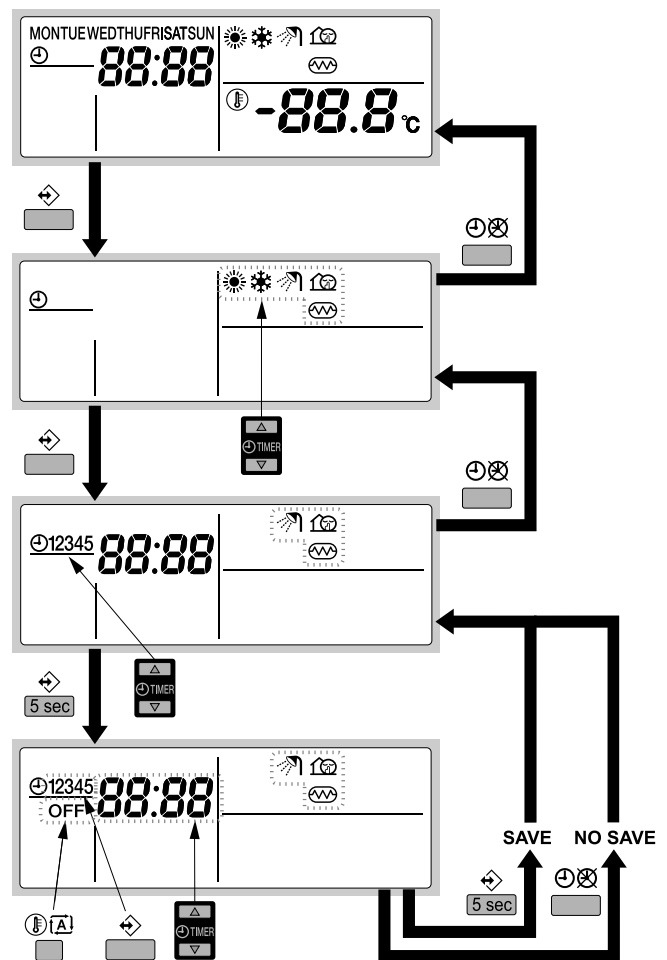 MONTUEWEDTHUFRISATSUN
88:88
-88.8 °C
TIMER
12345 88:88
TIMER
5 sec
12345 88:88
OFF
SAVE NO SAVE
5 sec
A
TIMER